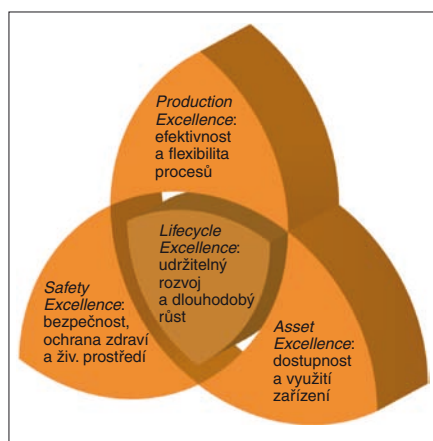 Production
Excellence:
efektivnost
a flexibilita
procesů
Lifecycle
Excellence:
udržitelný
rozvoj
a dlouhodobý
růst
Safety
Excellence:
bezpečnost,
ochrana zdraví
a živ. prostředí
Asset
Excellence:
dostupnost
a využití
zařízení